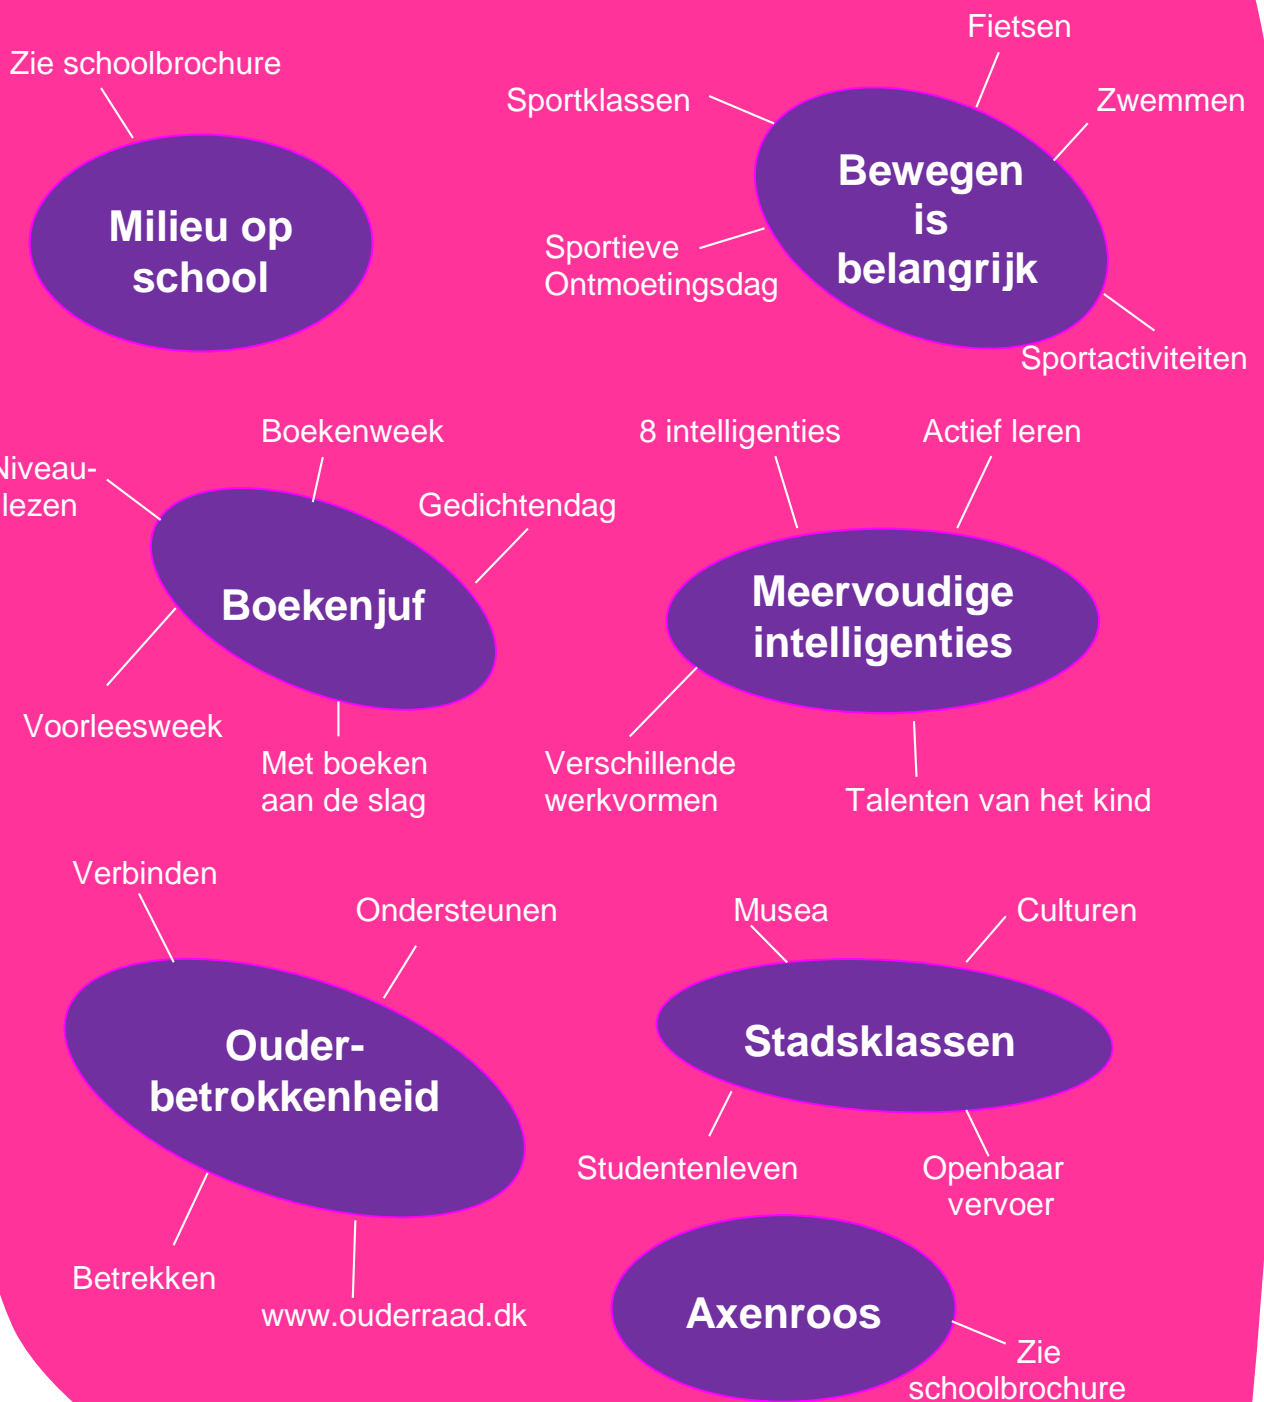 Fietsen
Zie schoolbrochure
Sportklassen
Zwemmen
Milieu op
school
Bewegen
is
belangrijk
Sportieve
Ontmoetingsdag
Sportactiviteiten
Boekenweek
Niveau-
lezen
Gedichtendag
Boekenjuf
Voorleesweek
Met boeken
aan de slag
8 intelligenties
Actief leren
Meervoudige
intelligenties
Verschillende
werkvormen
Talenten van het kind
Verbinden
Ondersteunen
Ouder-
betrokkenheid
Betrekken
www.ouderraad.dk
Musea
Culturen
Stadsklassen
Studentenleven
Openbaar
vervoer
Axenroos
Zie
schoolbrochure